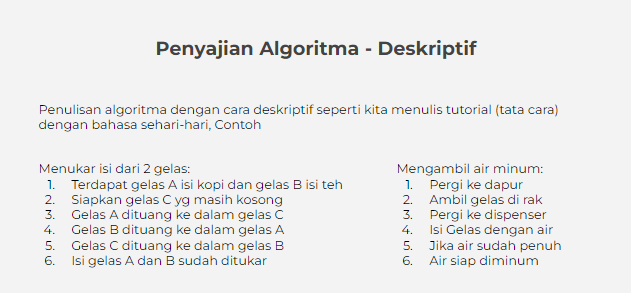 Penyajian Algoritma - Deskriptif
Penulisan algoritma dengan cara deskriptif seperti kita menulis tutorial (tata cara)
dengan bahasa sehari-hari, Contoh
Menukar isi dari 2 gelas:
1. Terdapat gelas A isi kopi dan gelas B isi teh
2. Siapkan gelas C yg masih kosong
3. Gelas A dituang ke dalam gelas C
4. Gelas B dituang ke dalam gelas A
5. Gelas C dituang ke dalam gelas B
6. Isi gelas A dan B sudah ditukar
Mengambil air minum:
1. Pergi ke dapur
2. Ambil gelas di rak
3. Pergi ke dispenser
4. Isi Gelas dengan air
5. Jika air sudah penuh
6. Air siap diminum